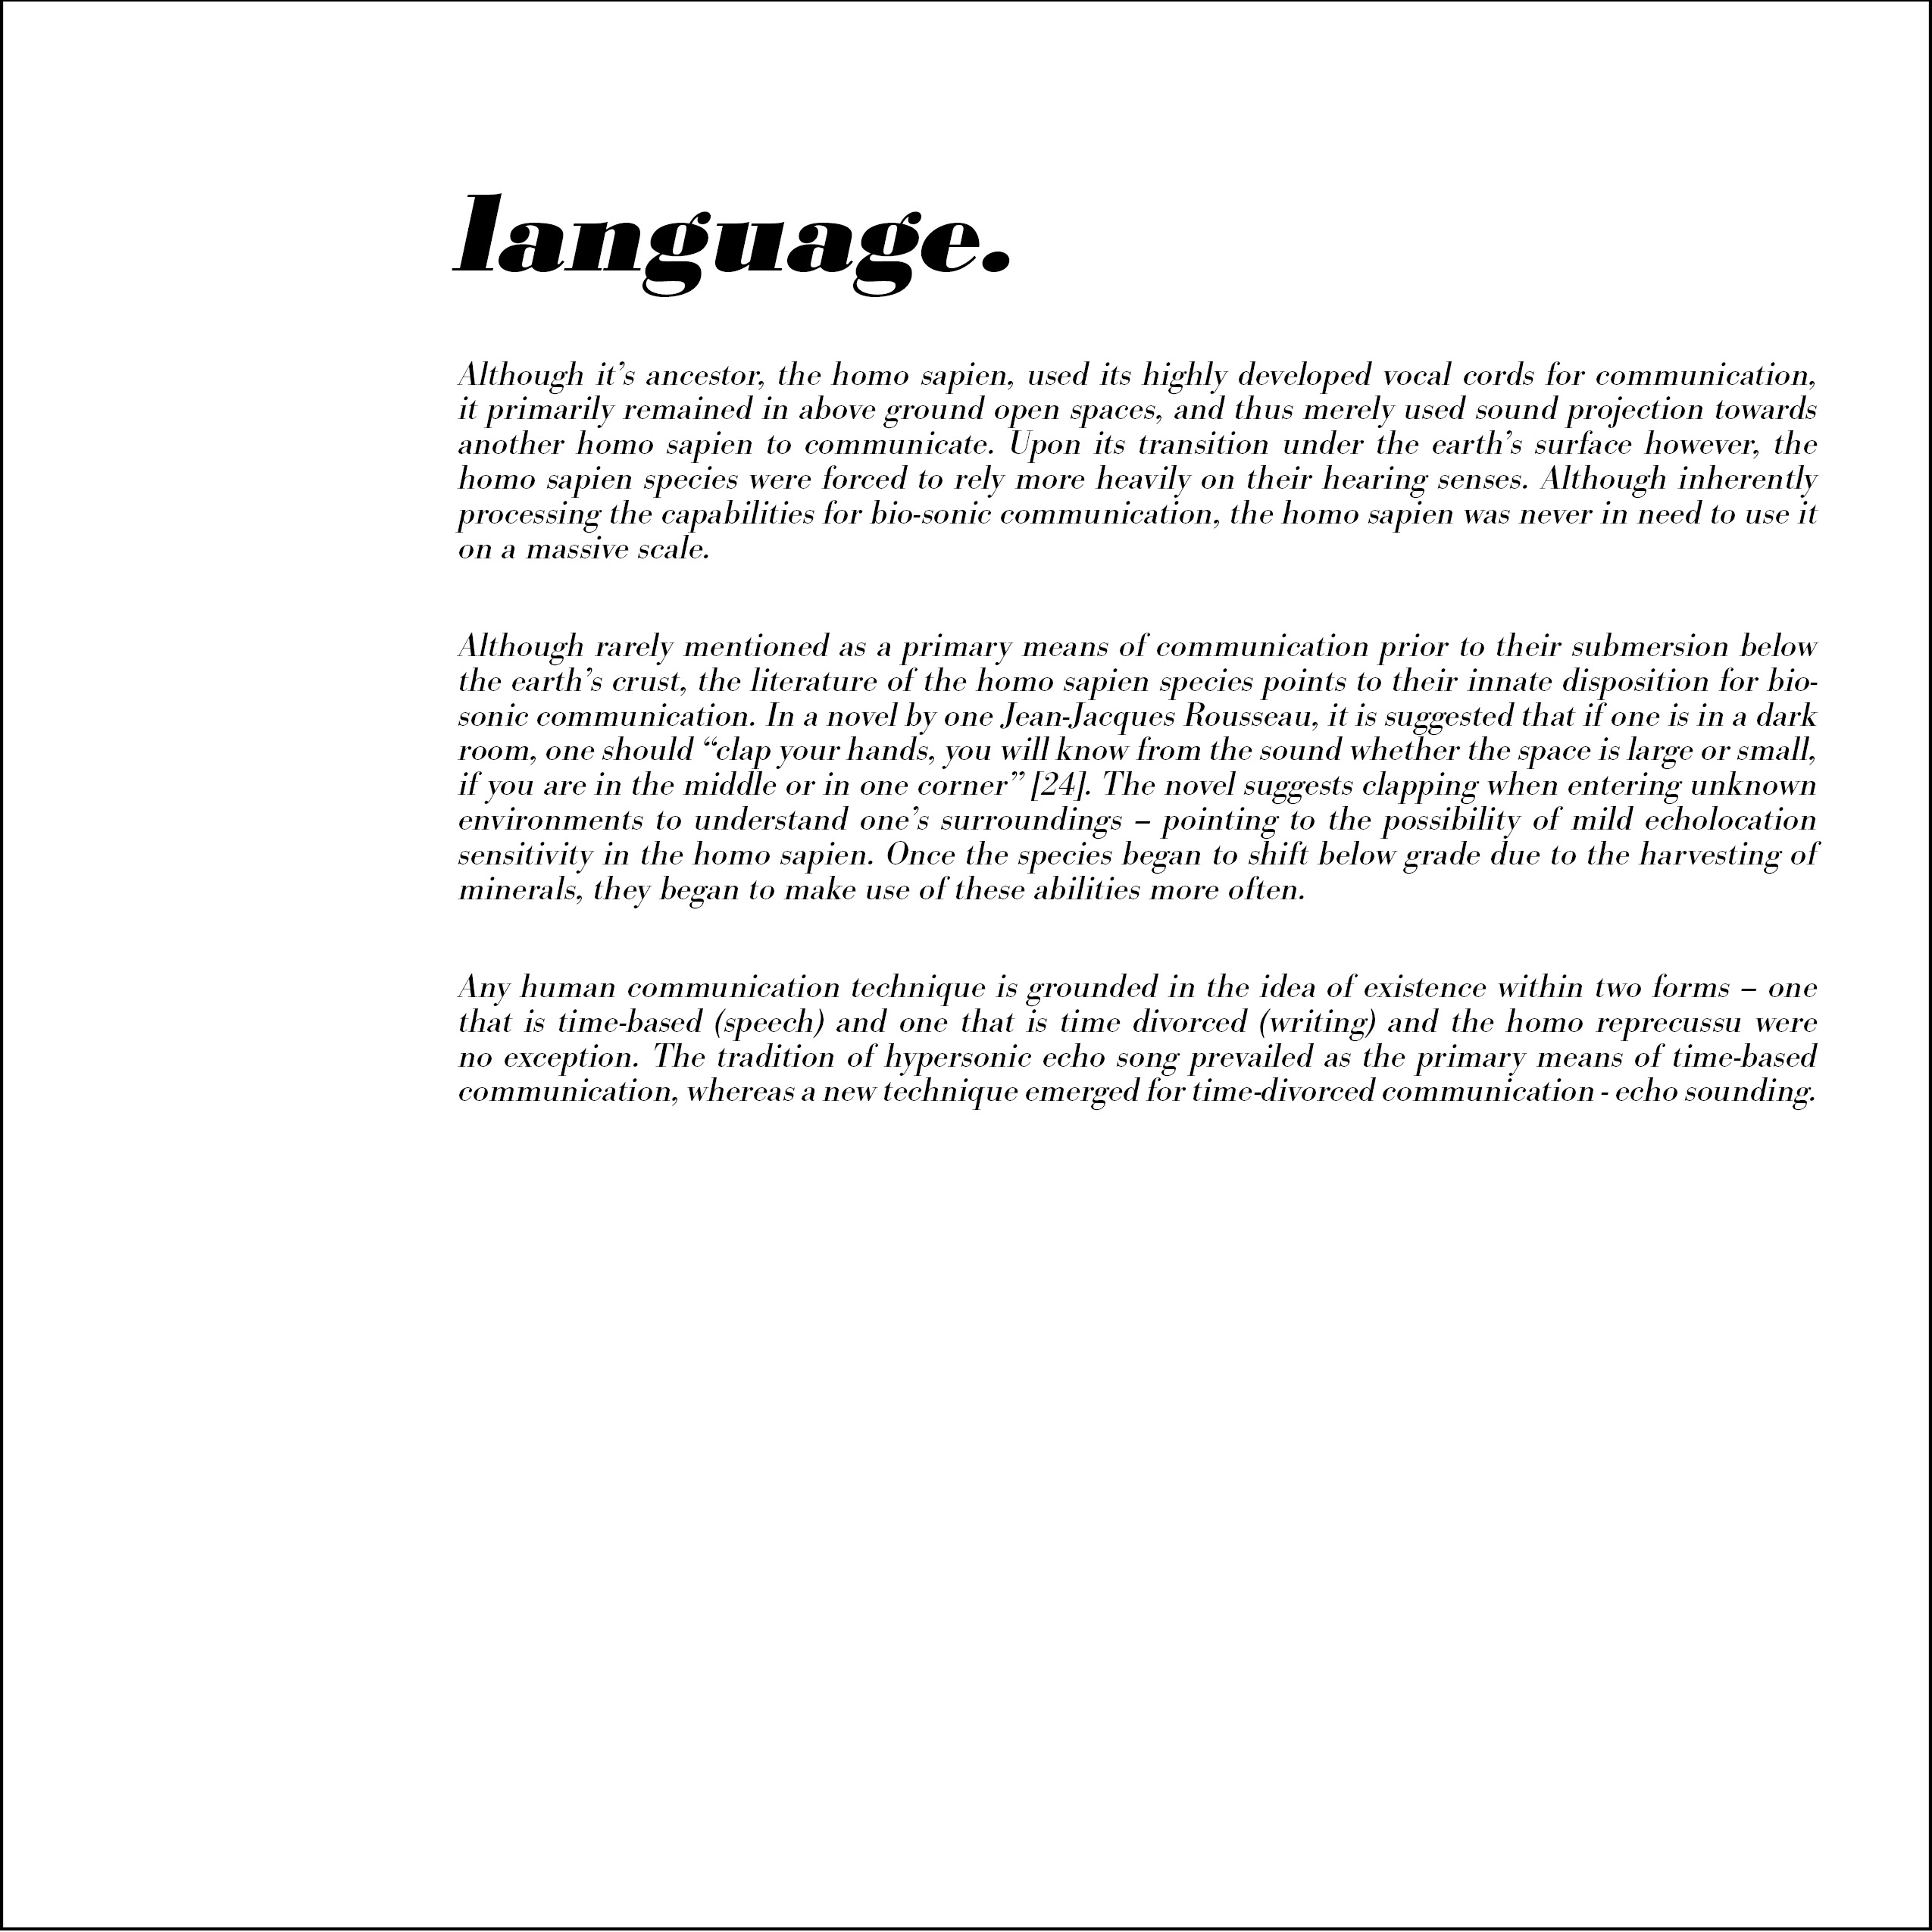 language.
Although it’s ancestor, the homo sapien, used its highly developed vocal cords for communication,
it primarily remained in above ground open spaces, and thus merely used sound projection towards
another homo sapien to communicate. Upon its transition under the earth’s surface however, the
homo sapien species were forced to rely more heavily on their hearing senses. Although inherently
processing the capabilities for bio-sonic communication, the homo sapien was never in need to use it
on a massive scale.
Although rarely mentioned as a primary means of communication prior to their submersion below
the earth’s crust, the literature of the homo sapien species points to their innate disposition for bio-
sonic communication. In a novel by one Jean-Jacques Rousseau, it is suggested that if one is in a dark
room, one should “clap your hands, you will know from the sound whether the space is large or small,
if you are in the middle or in one corner” [24]. The novel suggests clapping when entering unknown
environments to understand one’s surroundings – pointing to the possibility of mild echolocation
sensitivity in the homo sapien. Once the species began to shift below grade due to the harvesting of
minerals, they began to make use of these abilities more often.
Any human communication technique is grounded in the idea of existence within two forms – one
that is time-based (speech) and one that is time divorced (writing) and the homo reprecussu were
no exception. The tradition of hypersonic echo song prevailed as the primary means of time-based
communication, whereas a new technique emerged for time-divorced communication - echo sounding.